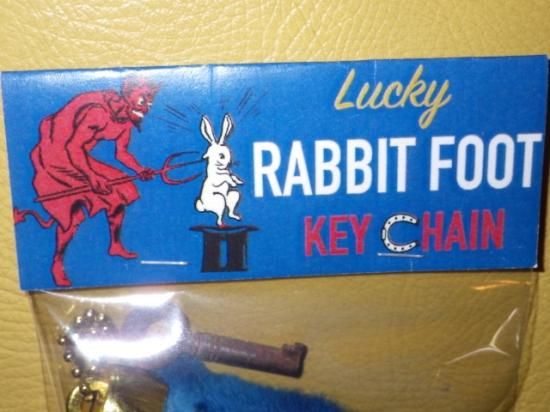 Lucky
RABBIT FOOT
KEY CHAIN